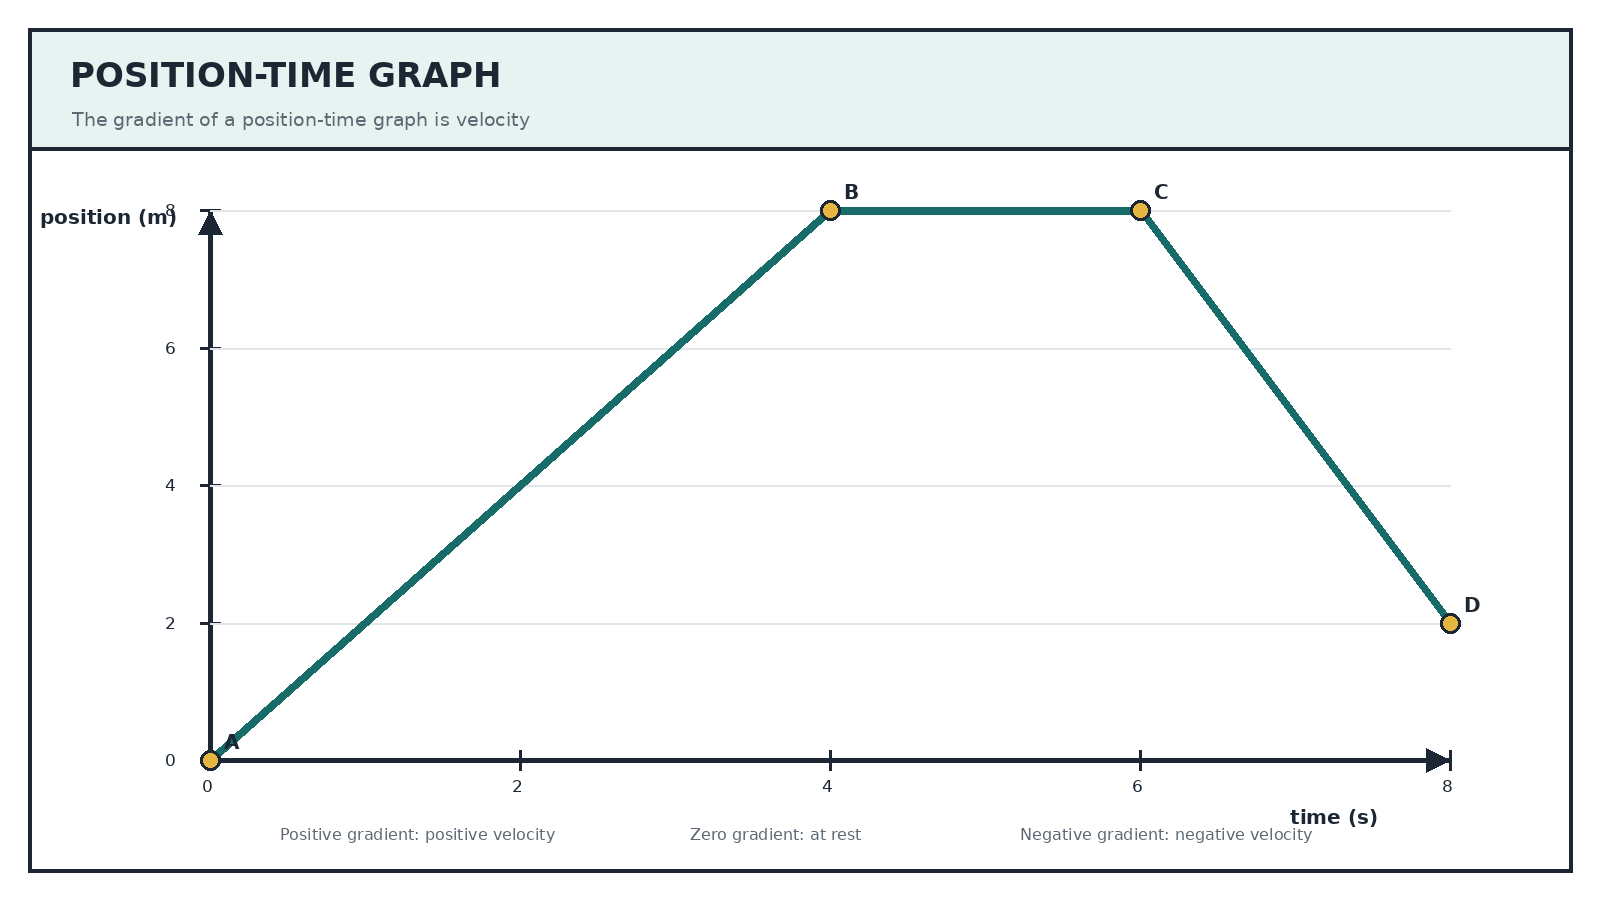 POSITION-TIME GRAPH
The gradient of a position-time graph is velocity
B
C
position (m)
8
6
4
D
2
A
0
0
2
4
6
8
time (s)
Positive gradient: positive velocity
Zero gradient: at rest
Negative gradient: negative velocity